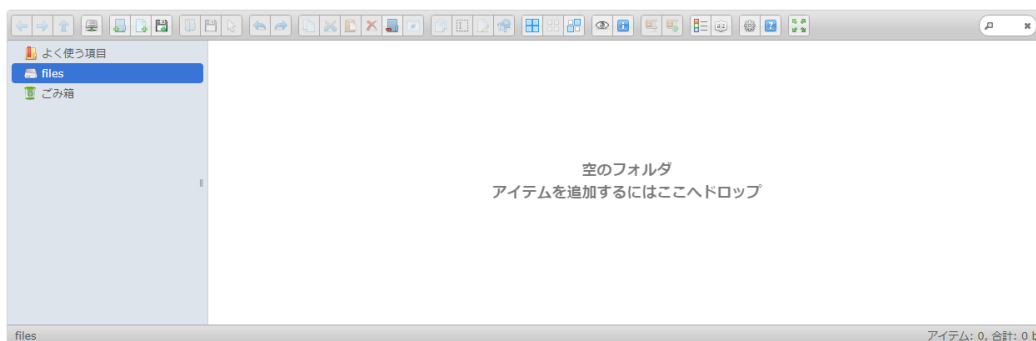 よく使う項目
files
ごみ箱
空のフォルダ
アイテムを追加するにはここへドロップ
files
アイテム: 0, 合計: 0 b